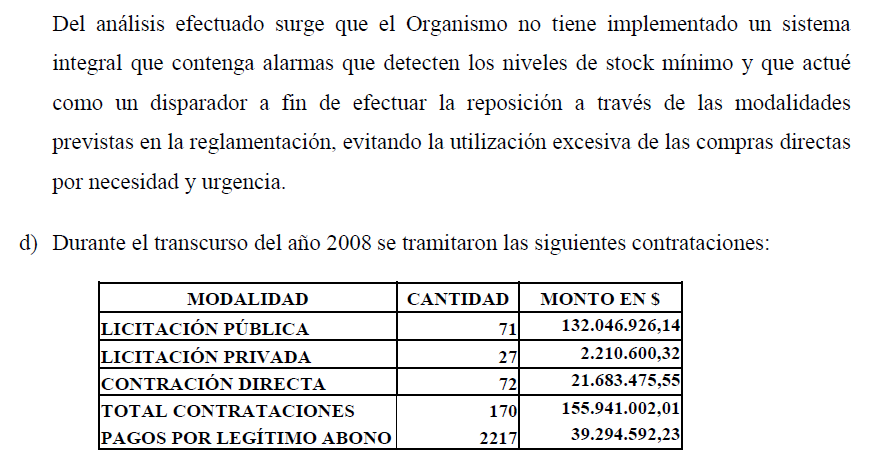 Del análisis efectuado surge que el Organismo no tiene implementado un sistema
integral que contenga alarmas que detecten los niveles de stock mínimo y que actué
como un disparador a fin de efectuar la reposición a través de las modalidades
previstas en la reglamentación, evitando la utilización excesiva de las compras directas
por necesidad y urgencia.
d) Durante el transcurso del año 2008 se tramitaron las siguientes contrataciones:
MODALIDAD CANTIDAD MONTO EN $
LICITACIÓN PÚBLICA 71 132.046.926,14
LICITACIÓN PRIVADA 27 2.210.600,32
CONTRACIÓN DIRECTA 72 21.683.475,55
TOTAL CONTRATACIONES 170 155.941.002,01
PAGOS POR LEGÍTIMO ABONO 2217 39.294.592,23